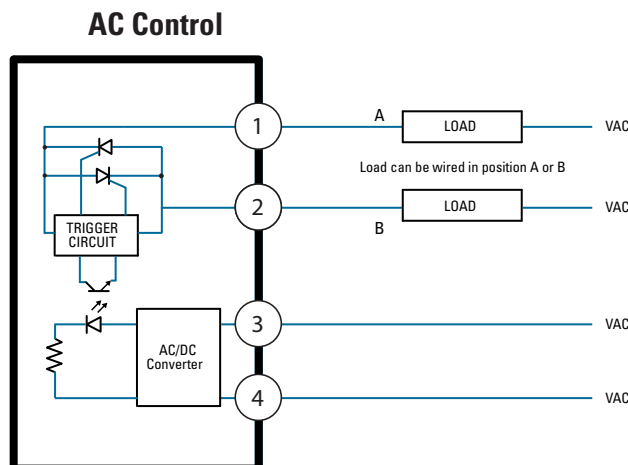 AC Control
1
A
LOAD
VAC
Load can be wired in position A or B
2
B
LOAD
VAC
TRIGGER
CIRCUIT
3
VAC
AC/DC
Converter
4
VAC